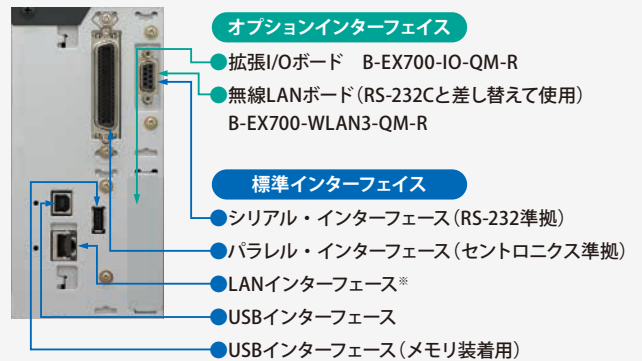 オプションインターフェイス
●拡張I/Oボード　B-EX700-IO-QM-R
●無線LANボード（RS-232Cと差し替えて使用）
B-EX700-WLAN3-QM-R
標準インターフェイス
●シリアル・インターフェース（RS-232準拠）
●パラレル・インターフェース（セントロニクス準拠）
●LANインターフェース※
●USBインターフェース
●USBインターフェース（メモリ装着用）